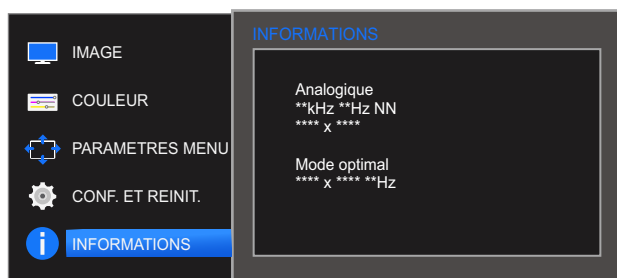 IMAGE
COULEUR
PARAMETRES MENU
CONF. ET REINIT.
INFORMATIONS
INFORMATIONS
Analogique
**kHz **Hz NN
**** x ****
Mode optimal
**** x **** **Hz